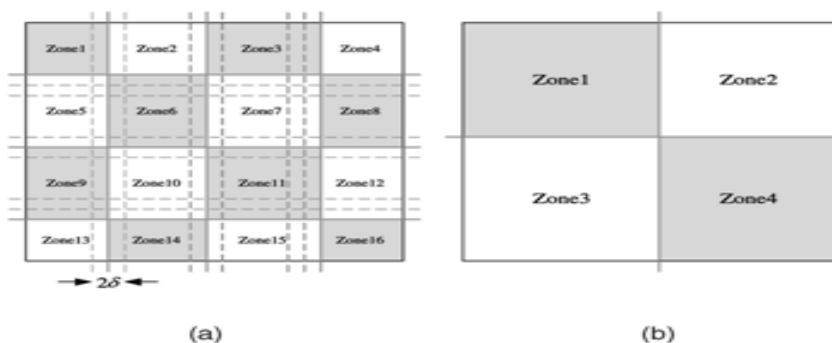 Zone1 Zone2 Zone3 Zone4
Zone5 Zone6 Zone7 Zone8
Zone9 Zone10 Zone11 Zone12
Zone13 Zone14 Zone15 Zone16
2δ
(a)
Zone1 Zone2
Zone3 Zone4
(b)